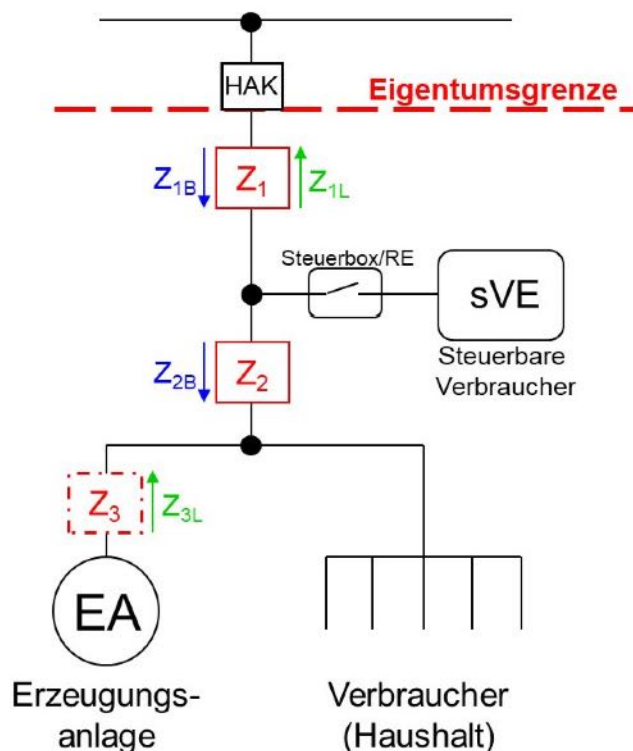 HAK
Eigentumsgrenze
Z1B
Z1
Z1L
Steuerbox/RE
sVE
Steuerbare
Verbraucher
Z2B
Z2
Z3
Z3L
EA
Erzeugungs-
anlage
Verbraucher
(Haushalt)